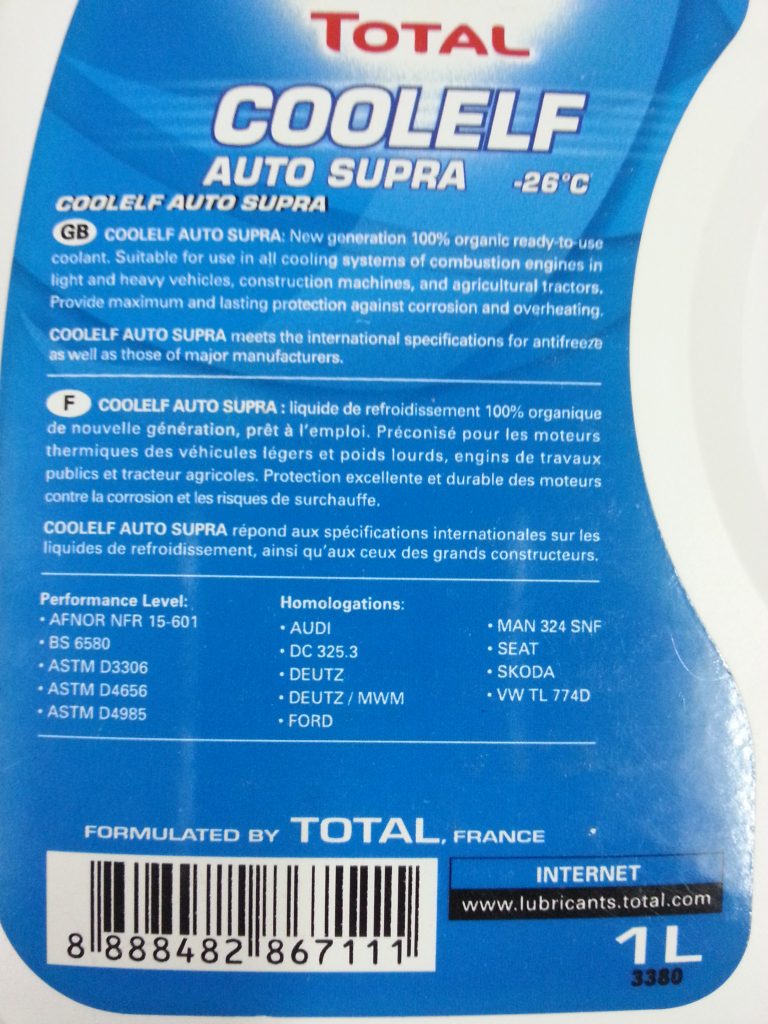 TOTAL
COOLELF
AUTO SUPRA -26°C
COOLELF AUTO SUPRA
GB COOLELF AUTO SUPRA: New generation 100% organic ready-to-use
coolant. Suitable for use in all cooling systems of combustion engines in
light and heavy vehicles, construction machines, and agricultural tractors.
Provide maximum and lasting protection against corrosion and overheating.
COOLELF AUTO SUPRA meets the international specifications for antifreeze
as well as those of major manufacturers.
F COOLELF AUTO SUPRA : liquide de refroidissement 100% organique
de nouvelle génération, prêt à l'emploi. Préconisé pour les moteurs
thermiques des véhicules légers et poids lourds, engins de travaux
publics et tracteur agricoles. Protection excellente et durable des moteurs
contre la corrosion et les risques de surchauffe.
COOLELF AUTO SUPRA répond aux spécifications internationales sur les
liquides de refroidissement, ainsi qu'aux ceux des grands constructeurs.
Performance Level:
• AFNOR NFR 15-601
• BS 6580
• ASTM D3306
• ASTM D4656
• ASTM D4985
Homologations:
• AUDI
• DC 325.3
• DEUTZ
• DEUTZ / MWM
• FORD
• MAN 324 SNF
• SEAT
• SKODA
• VW TL 774D
FORMULATED BY TOTAL, FRANCE
8 888482 867111
INTERNET
www.lubricants.total.com
1L
3380